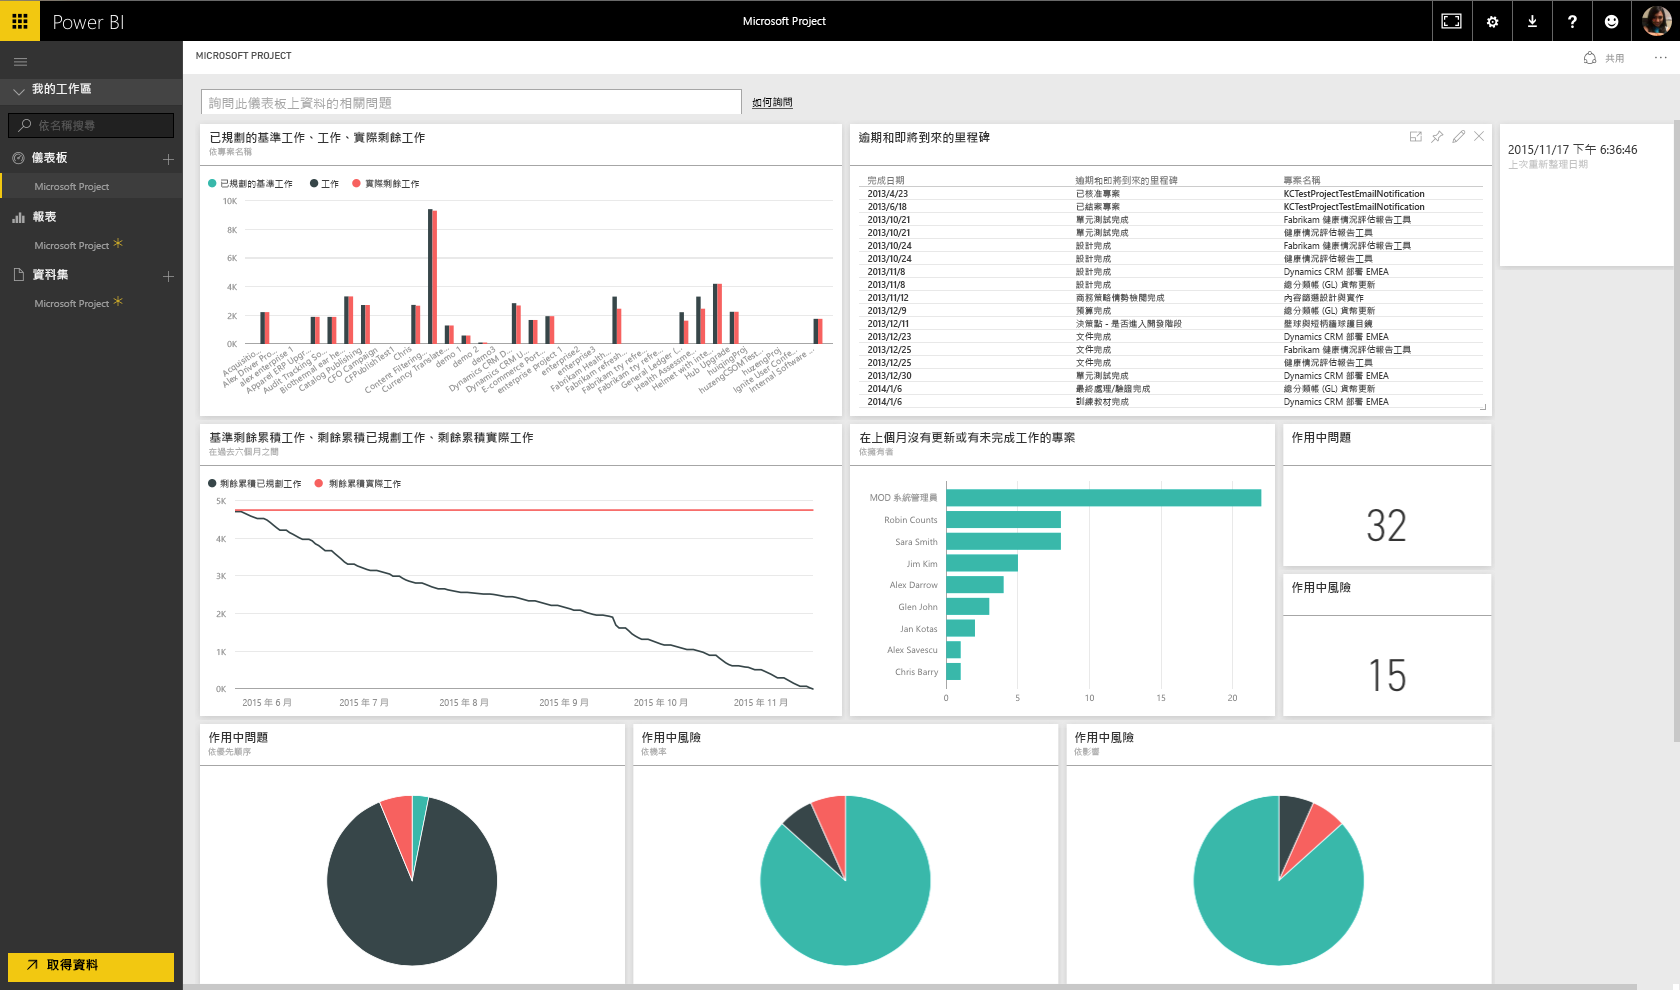 Power BI
Microsoft Project
MICROSOFT PROJECT
共用
我的工作區
依名稱搜尋
儀表板
Microsoft Project
報表
Microsoft Project
資料集
Microsoft Project
取得資料
詢問此儀表板上資料的相關問題
如何詢問
已規劃的基準工作、工作、實際剩餘工作
依專案名稱
已規劃的基準工作 工作 實際剩餘工作
10K
8K
6K
4K
2K
0K
Acquisitio...
Alex Driver Pro...
alex enterprise 1
Apparel ERP Upgr...
Audit Tracking So...
Biothermal ear he...
Catalog Publishing
CFO Campaign
CFPublishTest1
Chris
Content Filtering...
Currency Translate...
demo 1
demo 2
demo3
Dynamics CRM D...
Dynamics CRM U...
E-commerce Port...
enterprise project 1
enterprise2
enterprise3
Fabrikam Health...
Fabrikam refresh...
Fabrikam try refre...
Fabrikam try refre...
General Ledger (...
Health Assessme...
Helmet with inte...
Hub Upgrade
huiqingProj
huzengCSOMTest...
huzengProj
Ignite User Confe...
Internal Software ...
逾期和即將到來的里程碑
完成日期 逾期和即將到來的里程碑 專案名稱
2013/4/23 已核准專案 KCTestProjectTestEmailNotification
2013/6/18 已結案專案 KCTestProjectTestEmailNotification
2013/10/21 單元測試完成 Fabrikam 健康情況評估報告工具
2013/10/21 單元測試完成 健康情況評估報告工具
2013/10/24 設計完成 Fabrikam 健康情況評估報告工具
2013/10/24 設計完成 健康情況評估報告工具
2013/11/8 設計完成 Dynamics CRM 部署 EMEA
2013/11/8 設計完成 總分類帳 (GL) 貨幣更新
2013/11/12 商務策略情勢檢閱完成 內容篩選設計與實作
2013/12/9 預算完成 總分類帳 (GL) 貨幣更新
2013/12/11 決策點 - 是否進入開發階段 壁球與短柄牆球護目鏡
2013/12/23 文件完成 Dynamics CRM 部署 EMEA
2013/12/25 文件完成 Fabrikam 健康情況評估報告工具
2013/12/25 文件完成 健康情況評估報告工具
2013/12/30 單元測試完成 Dynamics CRM 部署 EMEA
2014/1/6 最終處理/驗證完成 總分類帳 (GL) 貨幣更新
2014/1/6 訓練教材完成 Dynamics CRM 部署 EMEA
2015/11/17 下午 6:36:46
上次重新整理日期
基準剩餘累積工作、剩餘累積已規劃工作、剩餘累積實際工作
在過去六個月之間
剩餘累積已規劃工作 剩餘累積實際工作
5K
4K
3K
2K
1K
0K
2015 年 6 月 2015 年 7 月 2015 年 8 月 2015 年 9 月 2015 年 10 月 2015 年 11 月
在上個月沒有更新或有未完成工作的專案
依擁有者
MOD 系統管理員
Robin Counts
Sara Smith
Jim Kim
Alex Darrow
Glen John
Jan Kotas
Alex Savescu
Chris Barry
0 5 10 15 20
作用中問題
32
作用中風險
15
作用中問題
依優先順序
作用中風險
依機率
作用中風險
依影響